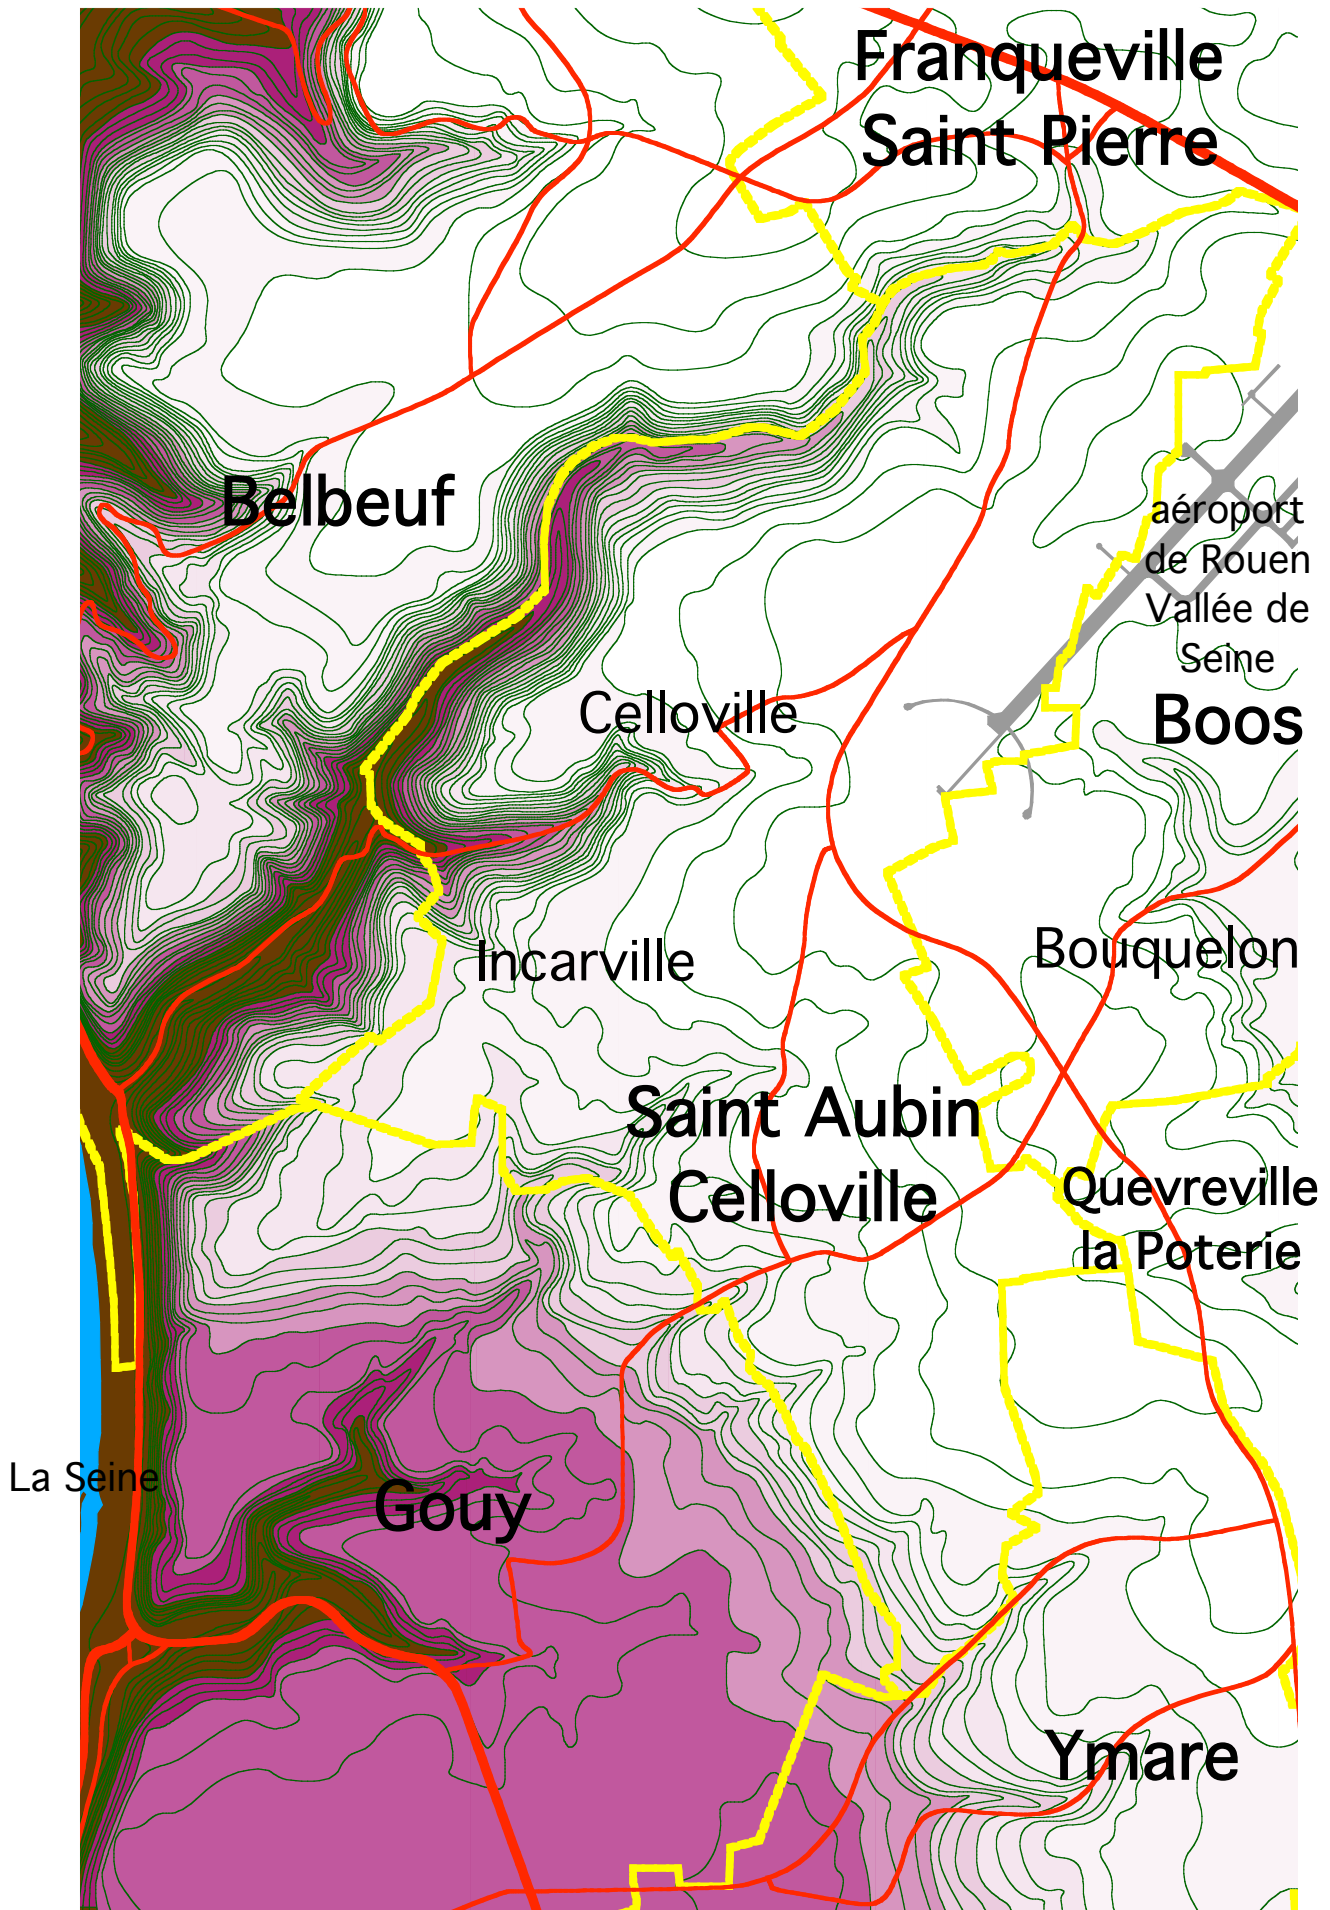 Franqueville
Saint Pierre
Belbeuf
aéroport
de Rouen
Vallée de
Seine
Celloville
Boos
Incarville
Bouquelon
Saint Aubin
Celloville
Quevreville
la Poterie
La Seine
Gouy
Ymare